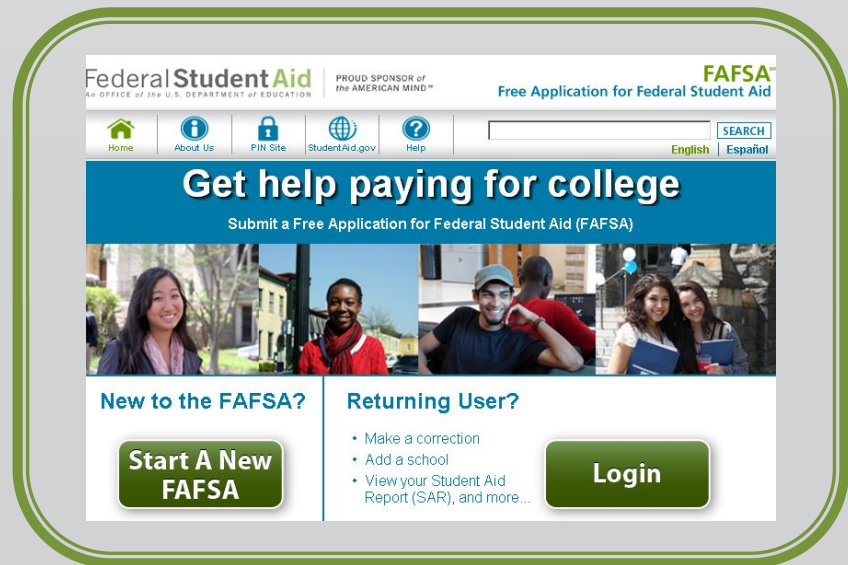 Federal Student Aid
An OFFICE of the U.S. DEPARTMENT of EDUCATION
PROUD SPONSOR of
the AMERICAN MIND™
FAFSA℠
Free Application for Federal Student Aid
Home
About Us
PIN Site
StudentAid.gov
Help
SEARCH
English | Español
Get help paying for college
Submit a Free Application for Federal Student Aid (FAFSA)
New to the FAFSA?
Start A New
FAFSA
Returning User?
• Make a correction
• Add a school
• View your Student Aid
Report (SAR), and more...
Login